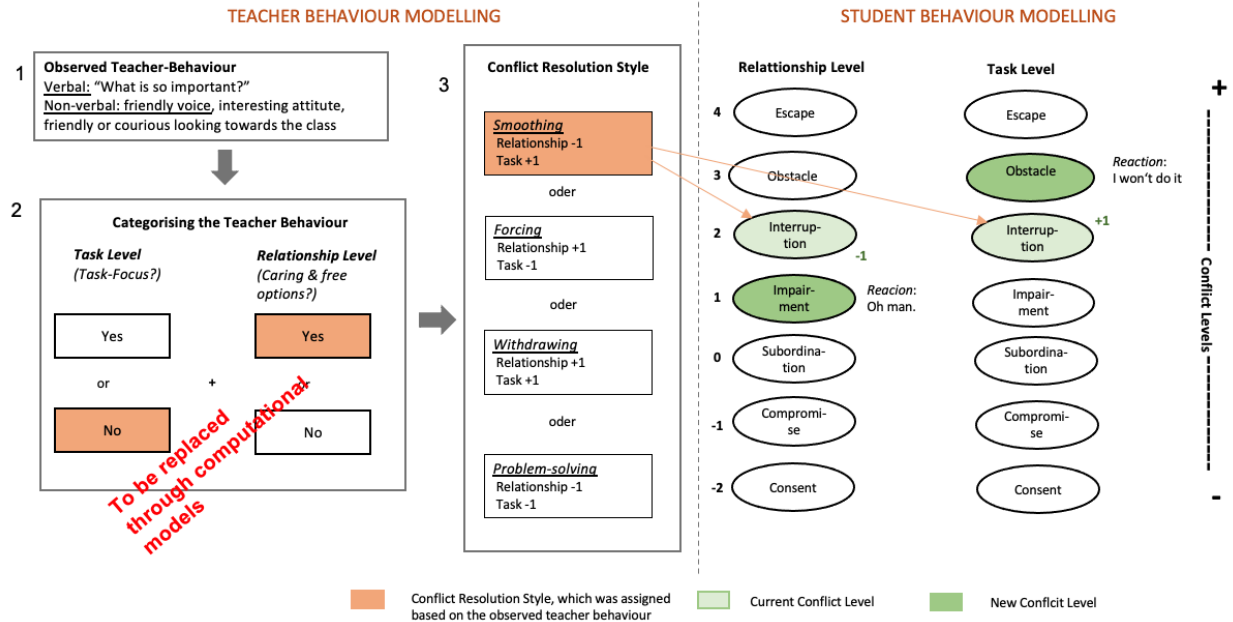 TEACHER BEHAVIOUR MODELLING
STUDENT BEHAVIOUR MODELLING
1
Observed Teacher-Behaviour
Verbal: “What is so important?”
Non-verbal: friendly voice, interesting attitute,
friendly or courious looking towards the class
2
Categorising the Teacher Behaviour
Task Level
(Task-Focus?)
Relationship Level
(Caring & free
options?)
Yes
Yes
or
+
or
No
No
To be replaced
through computational
models
3
Conflict Resolution Style
Smoothing
Relationship -1
Task +1
oder
Forcing
Relationship +1
Task -1
oder
Withdrawing
Relationship +1
Task +1
oder
Problem-solving
Relationship -1
Task -1
Relattionship Level
4
Escape
3
Obstacle
2
Interrup-
tion
-1
1
Impair-
ment
Reacion:
Oh man.
0
Subordina-
tion
-1
Compromi-
se
-2
Consent
Task Level
Escape
Obstacle
Reaction:
I won‘t do it
Interrup-
tion
+1
Impair-
ment
Subordina-
tion
Compromi-
se
Consent
+
Conflict Levels
-
Conflict Resolution Style, which was assigned
based on the observed teacher behaviour
Current Conflict Level
New Conflcit Level